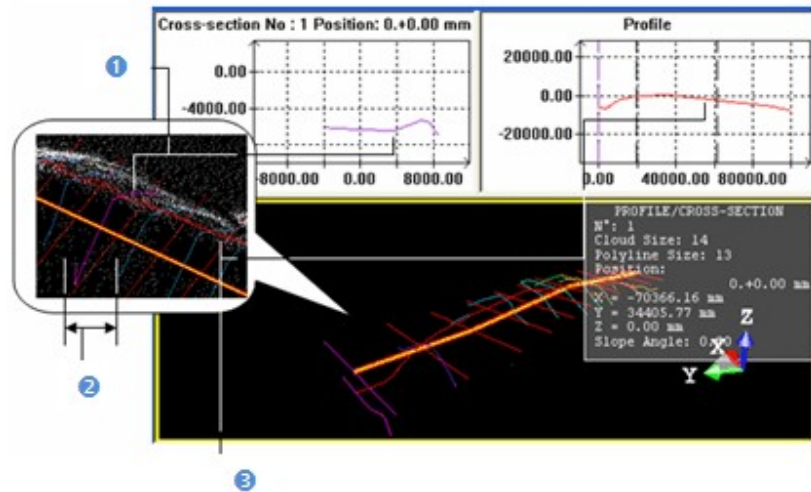 Cross-section No : 1 Position: 0.+0.00 mm
0.00
-4000.00
-8000.00 0.00 8000.00
Profile
20000.00
0.00
-20000.00
0.00 40000.00 80000.00
1
2
3
PROFILE/CROSS-SECTION
N°: 1
Cloud Size: 14
Polyline Size: 13
Position:
0.+0.00 mm
X = -70366.16 mm
Y = 34405.77 mm
Z = 0.00 mm
Slope Angle: 0.00
Z
X
Y